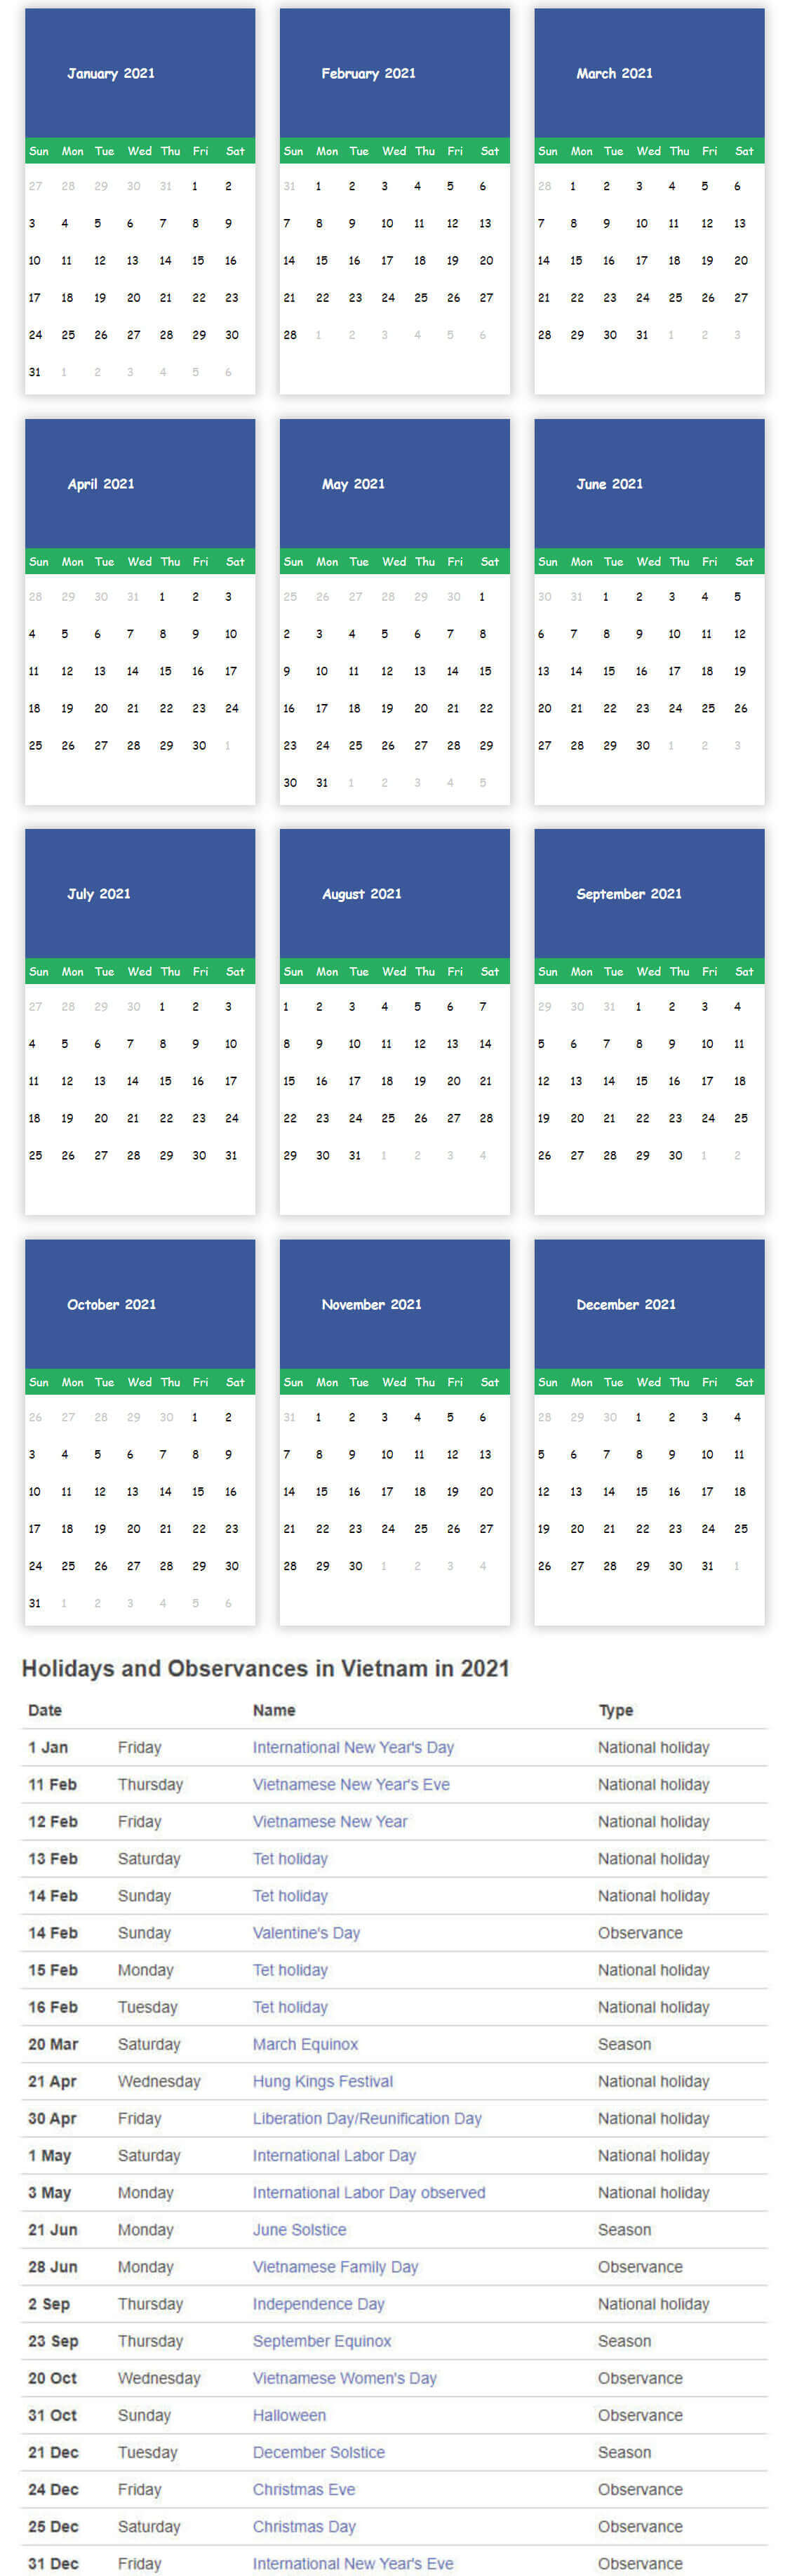 January 2021
Sun Mon Tue Wed Thu Fri Sat
27 28 29 30 31 1 2
3 4 5 6 7 8 9
10 11 12 13 14 15 16
17 18 19 20 21 22 23
24 25 26 27 28 29 30
31 1 2 3 4 5 6
February 2021
Sun Mon Tue Wed Thu Fri Sat
31 1 2 3 4 5 6
7 8 9 10 11 12 13
14 15 16 17 18 19 20
21 22 23 24 25 26 27
28 1 2 3 4 5 6
March 2021
Sun Mon Tue Wed Thu Fri Sat
28 1 2 3 4 5 6
7 8 9 10 11 12 13
14 15 16 17 18 19 20
21 22 23 24 25 26 27
28 29 30 31 1 2 3
April 2021
Sun Mon Tue Wed Thu Fri Sat
28 29 30 31 1 2 3
4 5 6 7 8 9 10
11 12 13 14 15 16 17
18 19 20 21 22 23 24
25 26 27 28 29 30 1
May 2021
Sun Mon Tue Wed Thu Fri Sat
25 26 27 28 29 30 1
2 3 4 5 6 7 8
9 10 11 12 13 14 15
16 17 18 19 20 21 22
23 24 25 26 27 28 29
30 31 1 2 3 4 5
June 2021
Sun Mon Tue Wed Thu Fri Sat
30 31 1 2 3 4 5
6 7 8 9 10 11 12
13 14 15 16 17 18 19
20 21 22 23 24 25 26
27 28 29 30 1 2 3
July 2021
Sun Mon Tue Wed Thu Fri Sat
27 28 29 30 1 2 3
4 5 6 7 8 9 10
11 12 13 14 15 16 17
18 19 20 21 22 23 24
25 26 27 28 29 30 31
August 2021
Sun Mon Tue Wed Thu Fri Sat
1 2 3 4 5 6 7
8 9 10 11 12 13 14
15 16 17 18 19 20 21
22 23 24 25 26 27 28
29 30 31 1 2 3 4
September 2021
Sun Mon Tue Wed Thu Fri Sat
29 30 31 1 2 3 4
5 6 7 8 9 10 11
12 13 14 15 16 17 18
19 20 21 22 23 24 25
26 27 28 29 30 1 2
October 2021
Sun Mon Tue Wed Thu Fri Sat
26 27 28 29 30 1 2
3 4 5 6 7 8 9
10 11 12 13 14 15 16
17 18 19 20 21 22 23
24 25 26 27 28 29 30
31 1 2 3 4 5 6
November 2021
Sun Mon Tue Wed Thu Fri Sat
31 1 2 3 4 5 6
7 8 9 10 11 12 13
14 15 16 17 18 19 20
21 22 23 24 25 26 27
28 29 30 1 2 3 4
December 2021
Sun Mon Tue Wed Thu Fri Sat
28 29 30 1 2 3 4
5 6 7 8 9 10 11
12 13 14 15 16 17 18
19 20 21 22 23 24 25
26 27 28 29 30 31 1
Holidays and Observances in Vietnam in 2021
Date Name Type
1 Jan Friday International New Year's Day National holiday
11 Feb Thursday Vietnamese New Year's Eve National holiday
12 Feb Friday Vietnamese New Year National holiday
13 Feb Saturday Tet holiday National holiday
14 Feb Sunday Tet holiday National holiday
14 Feb Sunday Valentine's Day Observance
15 Feb Monday Tet holiday National holiday
16 Feb Tuesday Tet holiday National holiday
20 Mar Saturday March Equinox Season
21 Apr Wednesday Hung Kings Festival National holiday
30 Apr Friday Liberation Day/Reunification Day National holiday
1 May Saturday International Labor Day National holiday
3 May Monday International Labor Day observed National holiday
21 Jun Monday June Solstice Season
28 Jun Monday Vietnamese Family Day Observance
2 Sep Thursday Independence Day National holiday
23 Sep Thursday September Equinox Season
20 Oct Wednesday Vietnamese Women's Day Observance
31 Oct Sunday Halloween Observance
21 Dec Tuesday December Solstice Season
24 Dec Friday Christmas Eve Observance
25 Dec Saturday Christmas Day Observance
31 Dec Friday International New Year's Eve Observance